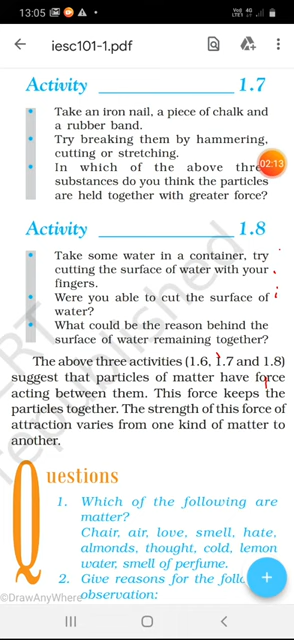 13:05
Vo)) 4G
LTE1
iesc101-1.pdf
Activity 1.7
• Take an iron nail, a piece of chalk and
a rubber band.
• Try breaking them by hammering,
cutting or stretching.
• In which of the above thre
02:13
substances do you think the particles
are held together with greater force?
Activity 1.8
• Take some water in a container, try
cutting the surface of water with your
fingers.
• Were you able to cut the surface of
water?
• What could be the reason behind the
surface of water remaining together?
The above three activities (1.6, 1.7 and 1.8)
suggest that particles of matter have force
acting between them. This force keeps the
particles together. The strength of this force of
attraction varies from one kind of matter to
another.
Questions
1. Which of the following are
matter?
Chair, air, love, smell, hate,
almonds, thought, cold, lemon
water, smell of perfume.
2. Give reasons for the foll
observation:
©DrawAnyWhere